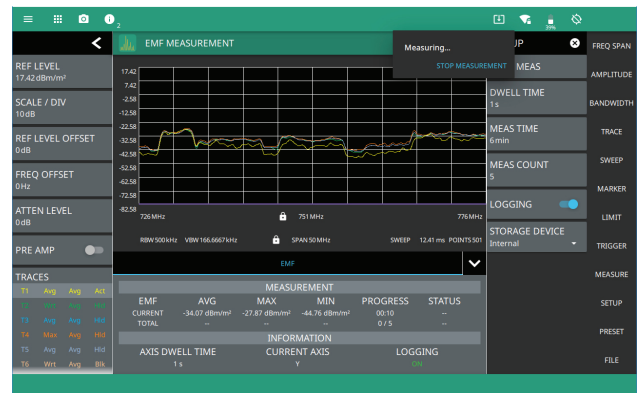 2
39%
EMF MEASUREMENT
Measuring...
STOP MEASUREMENT
UP
MEAS
FREQ SPAN
AMPLITUDE
BANDWIDTH
TRACE
SWEEP
MARKER
LIMIT
TRIGGER
MEASURE
SETUP
PRESET
FILE
REF LEVEL
17.42 dBm/m²
SCALE / DIV
10 dB
REF LEVEL OFFSET
0 dB
FREQ OFFSET
0 Hz
ATTEN LEVEL
0 dB
PRE AMP
TRACES
T1 Avg Avg Act
Avg Hld
T3 Avg Avg Hld
T4 Max Avg Hld
T5 Avg Avg Hld
T6 Wrt Avg Blk
17.42
7.42
-2.58
-12.58
-22.58
-32.58
-42.58
-52.58
-62.58
-72.58
-82.58
726 MHz 751 MHz 776 MHz
RBW 500 kHz VBW 166.6667 kHz SPAN 50 MHz SWEEP 12.41 ms POINTS 501
EMF
MEASUREMENT
EMF AVG MAX MIN PROGRESS STATUS
CURRENT -34.07 dBm/m² -27.87 dBm/m² -44.76 dBm/m² 00:10 --
TOTAL -- -- -- 0 / 5 --
INFORMATION
AXIS DWELL TIME CURRENT AXIS LOGGING
1 s Y ON
DWELL TIME
1 s
MEAS TIME
6min
MEAS COUNT
5
LOGGING
STORAGE DEVICE
Internal